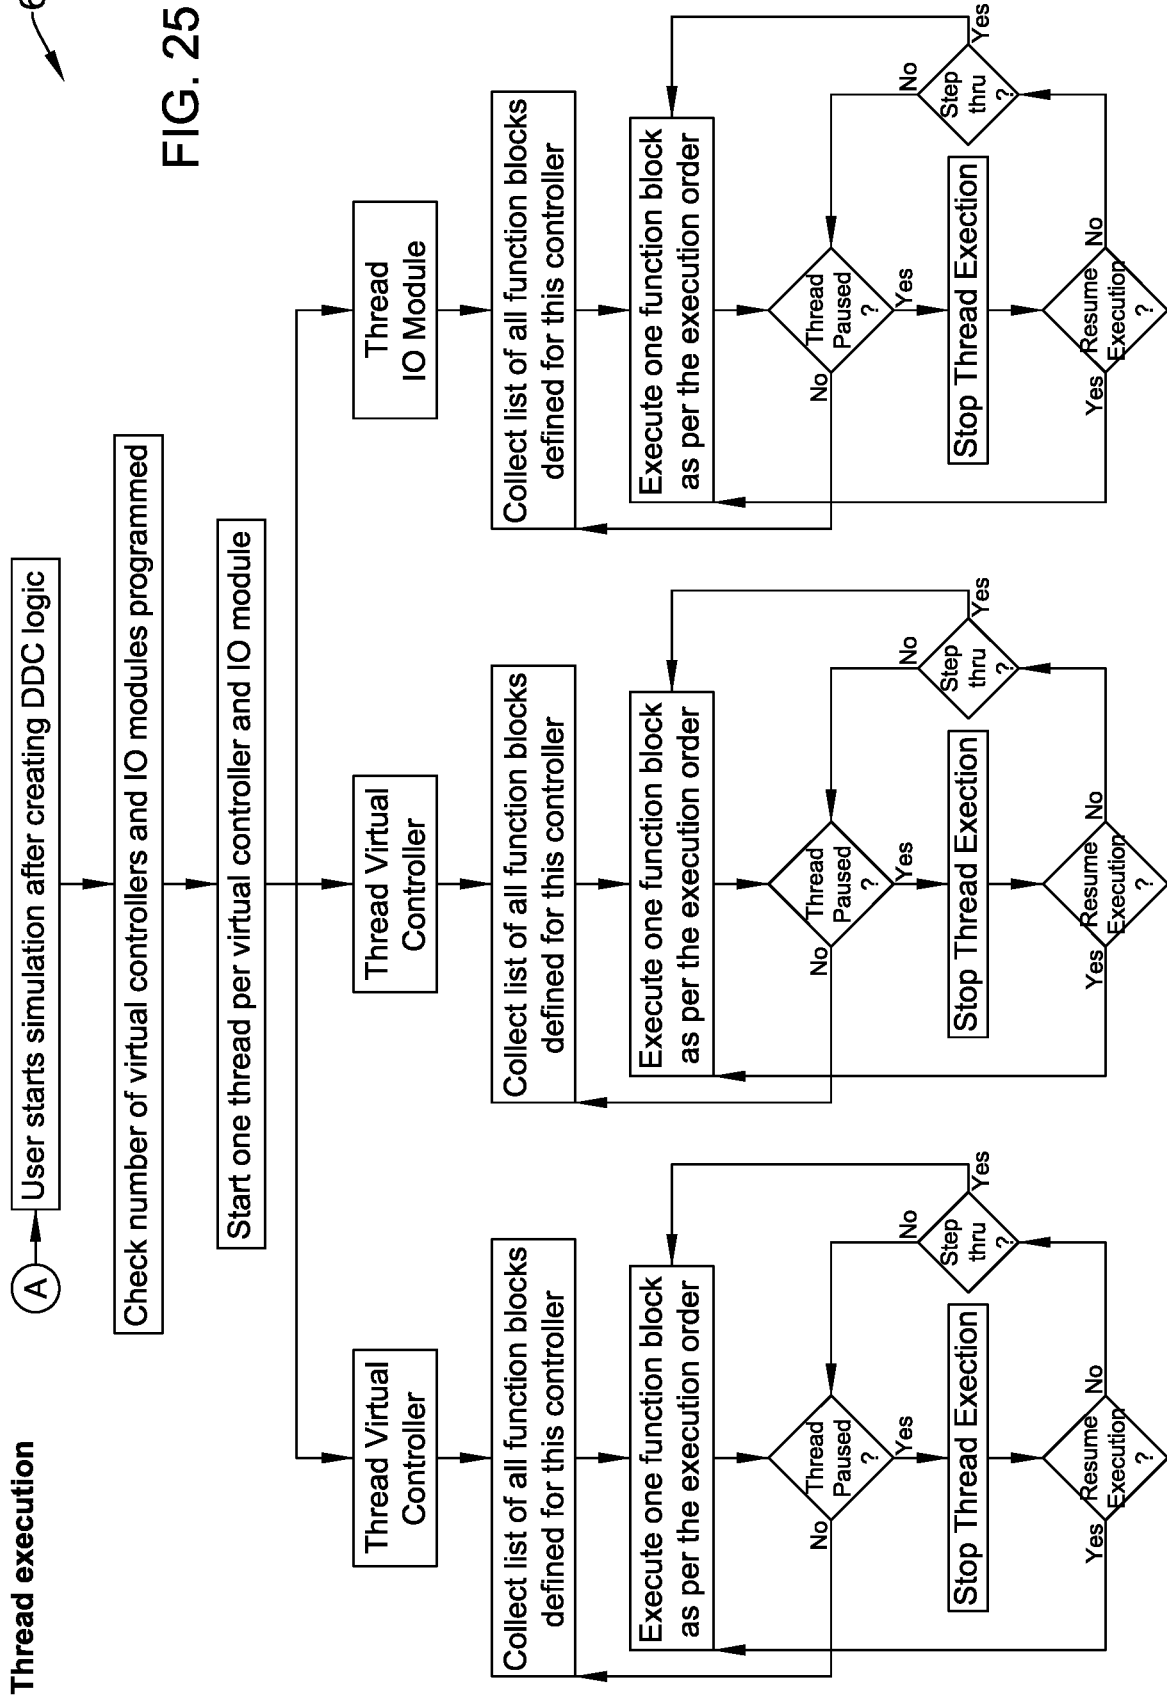 Thread execution
A
User starts simulation after creating DDC logic
6
FIG. 25
Check number of virtual controllers and IO modules programmed
Start one thread per virtual controller and IO module
Thread Virtual
Controller
Collect list of all function blocks
defined for this controller
Execute one function block
as per the execution order
Thread
Paused
?
No
Yes
Stop Thread Execution
Resume
Execution
?
Yes
No
Step
thru
?
No
Yes
Thread Virtual
Controller
Collect list of all function blocks
defined for this controller
Execute one function block
as per the execution order
Thread
Paused
?
No
Yes
Stop Thread Execution
Resume
Execution
?
Yes
No
Step
thru
?
No
Yes
Thread
IO Module
Collect list of all function blocks
defined for this controller
Execute one function block
as per the execution order
Thread
Paused
?
No
Yes
Stop Thread Execution
Resume
Execution
?
Yes
No
Step
thru
?
No
Yes